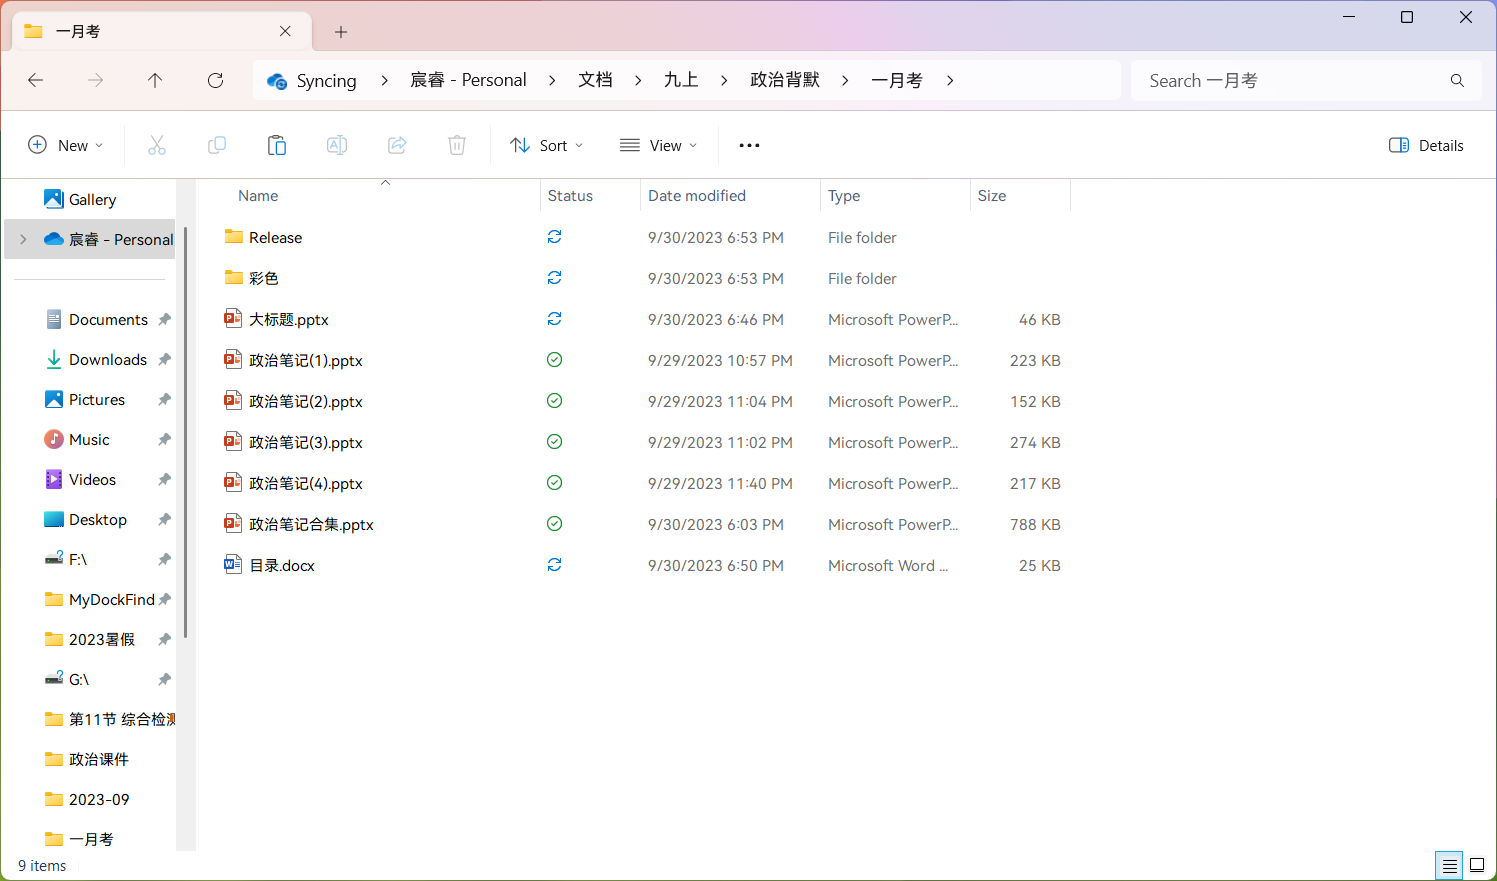 一月考
Syncing 宸睿 - Personal 文档 九上 政治背默 一月考 Search 一月考
New Sort View Details
Name Status Date modified Type Size
Gallery
宸睿 - Personal
Documents
Downloads
Pictures
Music
Videos
Desktop
F:\
MyDockFind
2023暑假
G:\
第11节 综合检测
政治课件
2023-09
一月考
Release 9/30/2023 6:53 PM File folder
彩色 9/30/2023 6:53 PM File folder
大标题.pptx 9/30/2023 6:46 PM Microsoft PowerP... 46 KB
政治笔记(1).pptx 9/29/2023 10:57 PM Microsoft PowerP... 223 KB
政治笔记(2).pptx 9/29/2023 11:04 PM Microsoft PowerP... 152 KB
政治笔记(3).pptx 9/29/2023 11:02 PM Microsoft PowerP... 274 KB
政治笔记(4).pptx 9/29/2023 11:40 PM Microsoft PowerP... 217 KB
政治笔记合集.pptx 9/30/2023 6:03 PM Microsoft PowerP... 788 KB
目录.docx 9/30/2023 6:50 PM Microsoft Word ... 25 KB
9 items